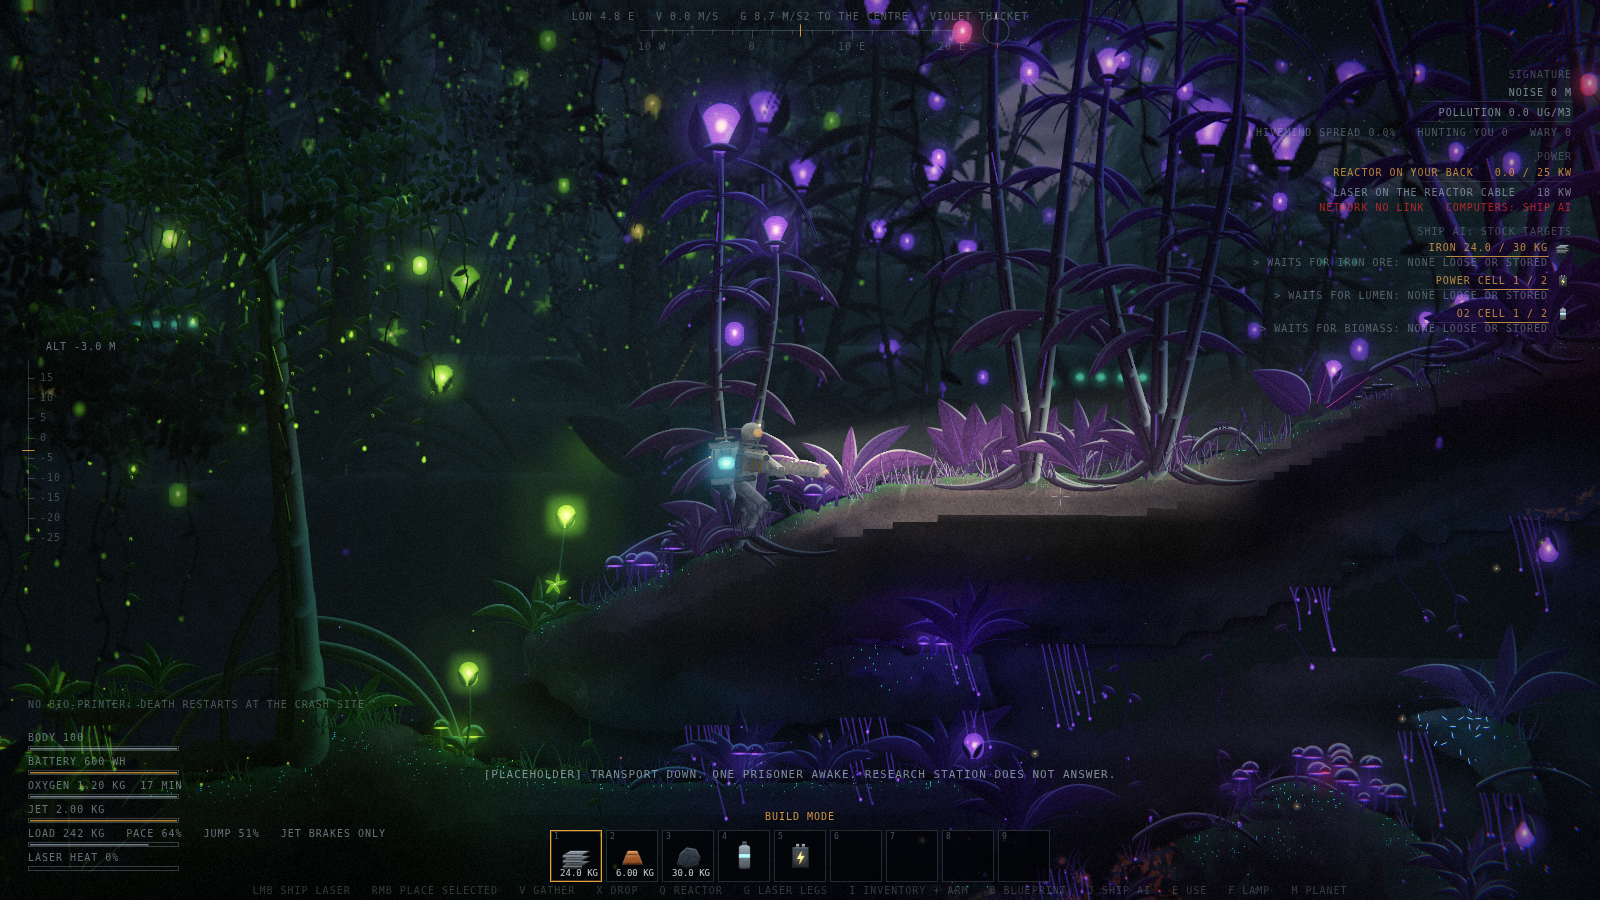 LON 4.8 E   V 0.0 M/S   G 8.7 M/S2 TO THE CENTRE   VIOLET THICKET
10 W   0   10 E   20 E
SIGNATURE
NOISE 0 M
POLLUTION 0.0 UG/M3
HIVEMIND SPREAD 0.0%   HUNTING YOU 0   WARY 0
POWER
REACTOR ON YOUR BACK   0.0 / 25 KW
LASER ON THE REACTOR CABLE   18 KW
NETWORK NO LINK   COMPUTERS: SHIP AI
SHIP AI: STOCK TARGETS
IRON 24.0 / 30 KG
> WAITS FOR IRON ORE: NONE LOOSE OR STORED
POWER CELL 1 / 2
> WAITS FOR LUMEN: NONE LOOSE OR STORED
O2 CELL 1 / 2
> WAITS FOR BIOMASS: NONE LOOSE OR STORED
ALT -3.0 M
15
10
5
0
-5
-10
-15
-20
-25
NO BIO-PRINTER: DEATH RESTARTS AT THE CRASH SITE
BODY 100
BATTERY 600 WH
OXYGEN 1.20 KG   17 MIN
JET 2.00 KG
LOAD 242 KG   PACE 64%   JUMP 51%   JET BRAKES ONLY
LASER HEAT 0%
[PLACEHOLDER] TRANSPORT DOWN. ONE PRISONER AWAKE. RESEARCH STATION DOES NOT ANSWER.
BUILD MODE
1 2 3 4 5 6 7 8 9
24.0 KG   6.00 KG   30.0 KG
LMB SHIP LASER   RMB PLACE SELECTED   V GATHER   X DROP   Q REACTOR   G LASER LEGS   I INVENTORY + ARM   B BLUEPRINT   J SHIP AI   E USE   F LAMP   M PLANET